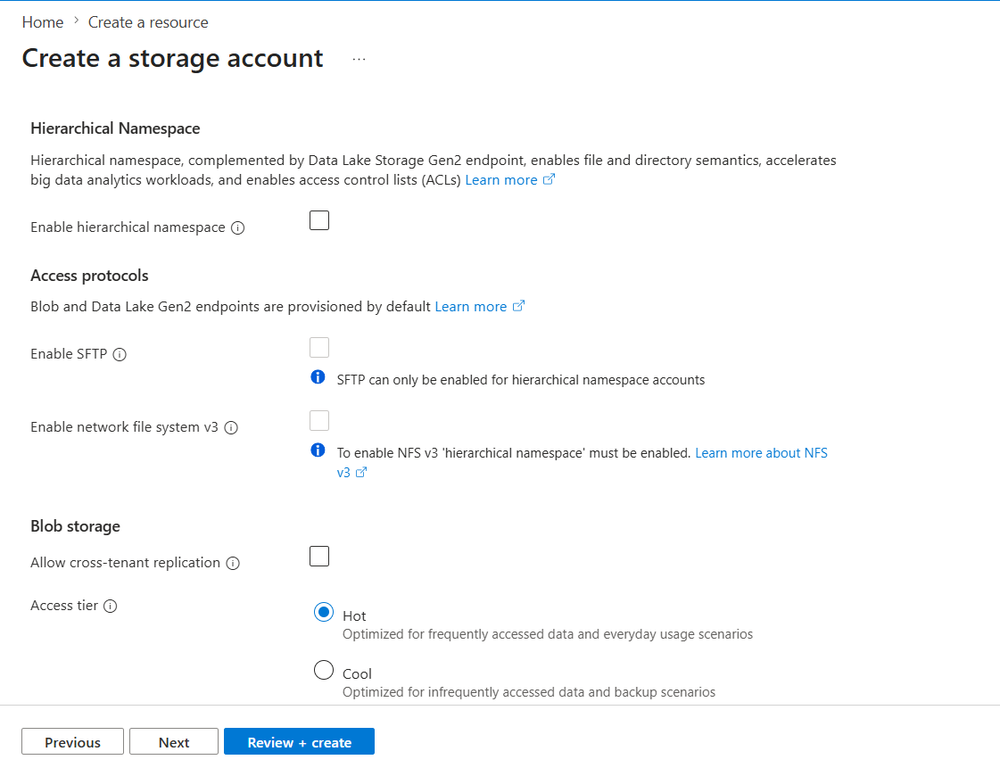 Home > Create a resource
Create a storage account ...
Hierarchical Namespace
Hierarchical namespace, complemented by Data Lake Storage Gen2 endpoint, enables file and directory semantics, accelerates
big data analytics workloads, and enables access control lists (ACLs) Learn more
Enable hierarchical namespace
Access protocols
Blob and Data Lake Gen2 endpoints are provisioned by default Learn more
Enable SFTP
SFTP can only be enabled for hierarchical namespace accounts
Enable network file system v3
To enable NFS v3 'hierarchical namespace' must be enabled. Learn more about NFS
v3
Blob storage
Allow cross-tenant replication
Access tier
Hot
Optimized for frequently accessed data and everyday usage scenarios
Cool
Optimized for infrequently accessed data and backup scenarios
Previous Next Review + create